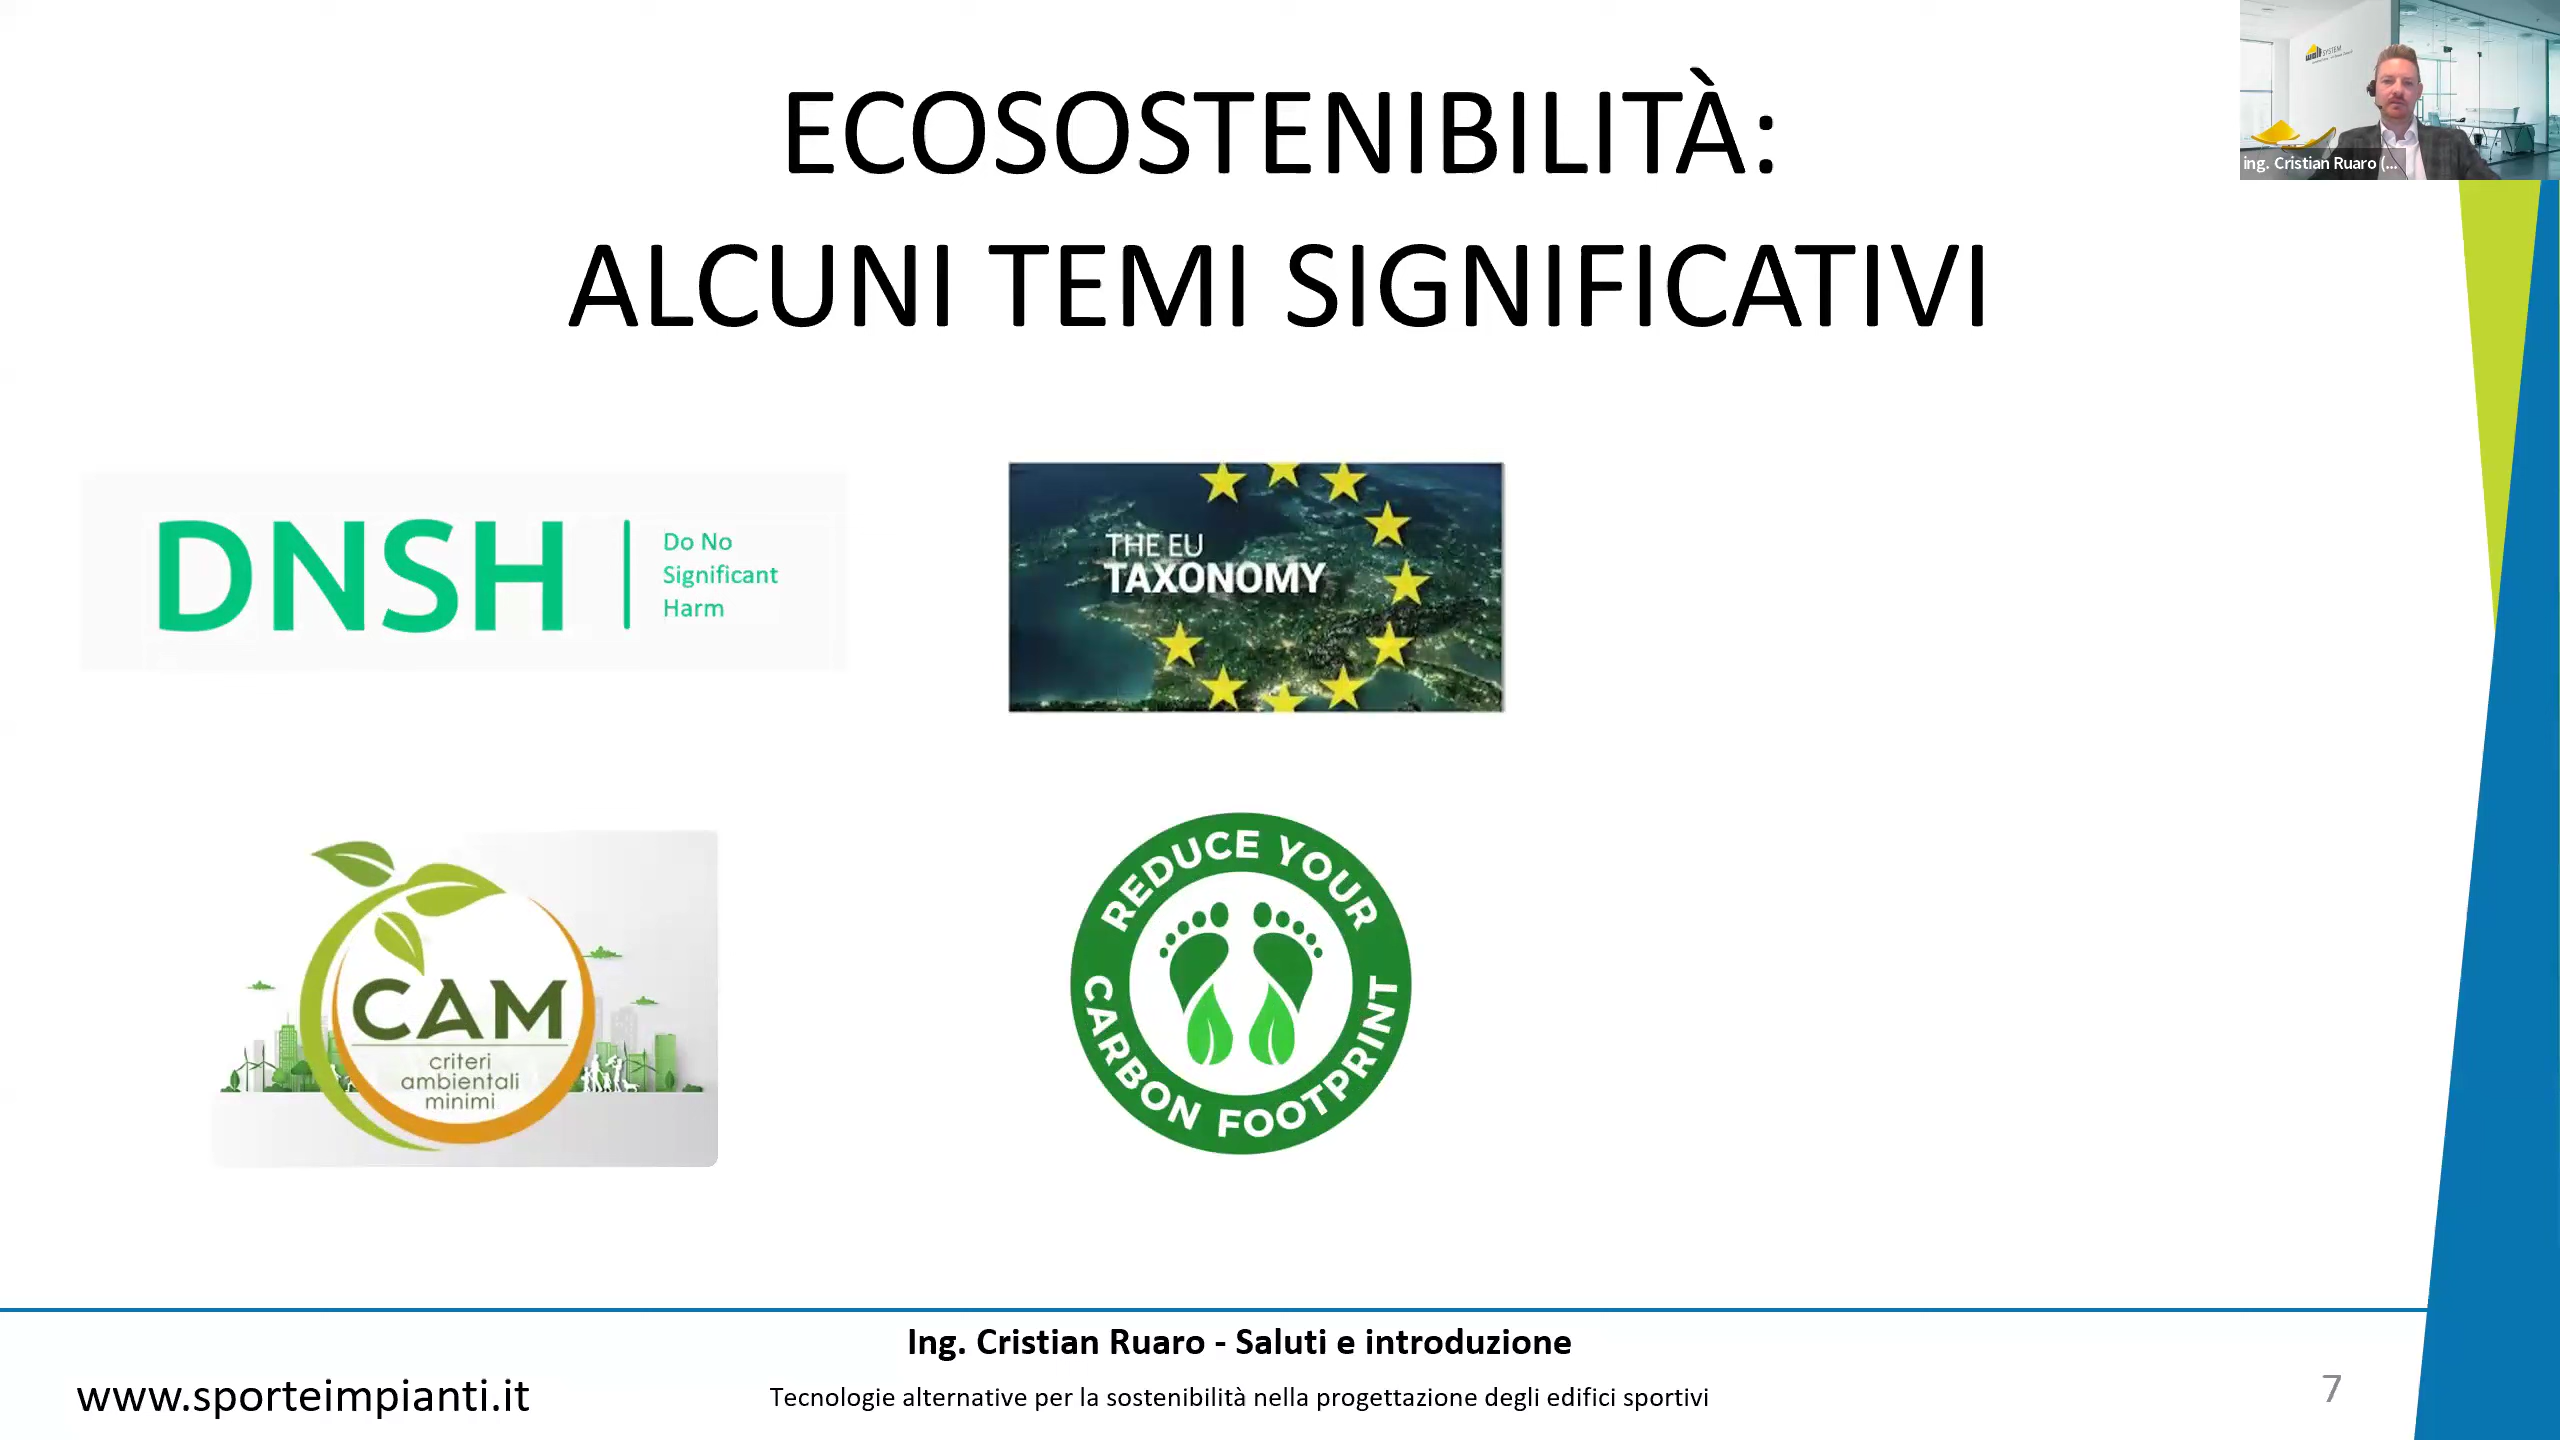 ECOSOSTENIBILITÀ:
ALCUNI TEMI SIGNIFICATIVI
SYSTEM
ing. Cristian Ruaro (...
DNSH
Do No
Significant
Harm
THE EU
TAXONOMY
CAM
criteri
ambientali
minimi
REDUCE YOUR
CARBON FOOTPRINT
Ing. Cristian Ruaro - Saluti e introduzione
www.sporteimpianti.it
Tecnologie alternative per la sostenibilità nella progettazione degli edifici sportivi
7